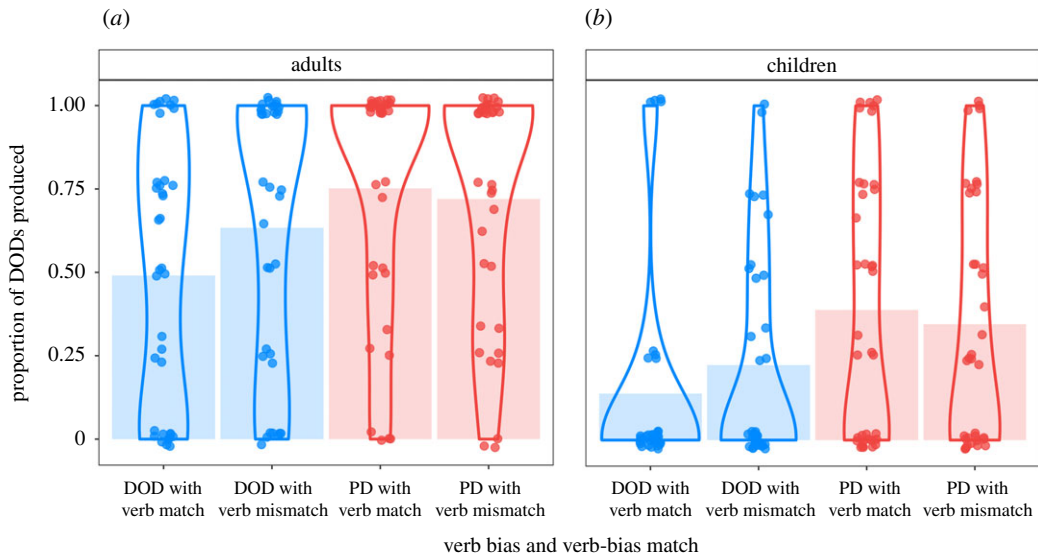 (a)
(b)
adults
children
1.00
0.75
0.50
0.25
0
proportion of DODs produced
DOD with
verb match
DOD with
verb mismatch
PD with
verb match
PD with
verb mismatch
DOD with
verb match
DOD with
verb mismatch
PD with
verb match
PD with
verb mismatch
verb bias and verb-bias match